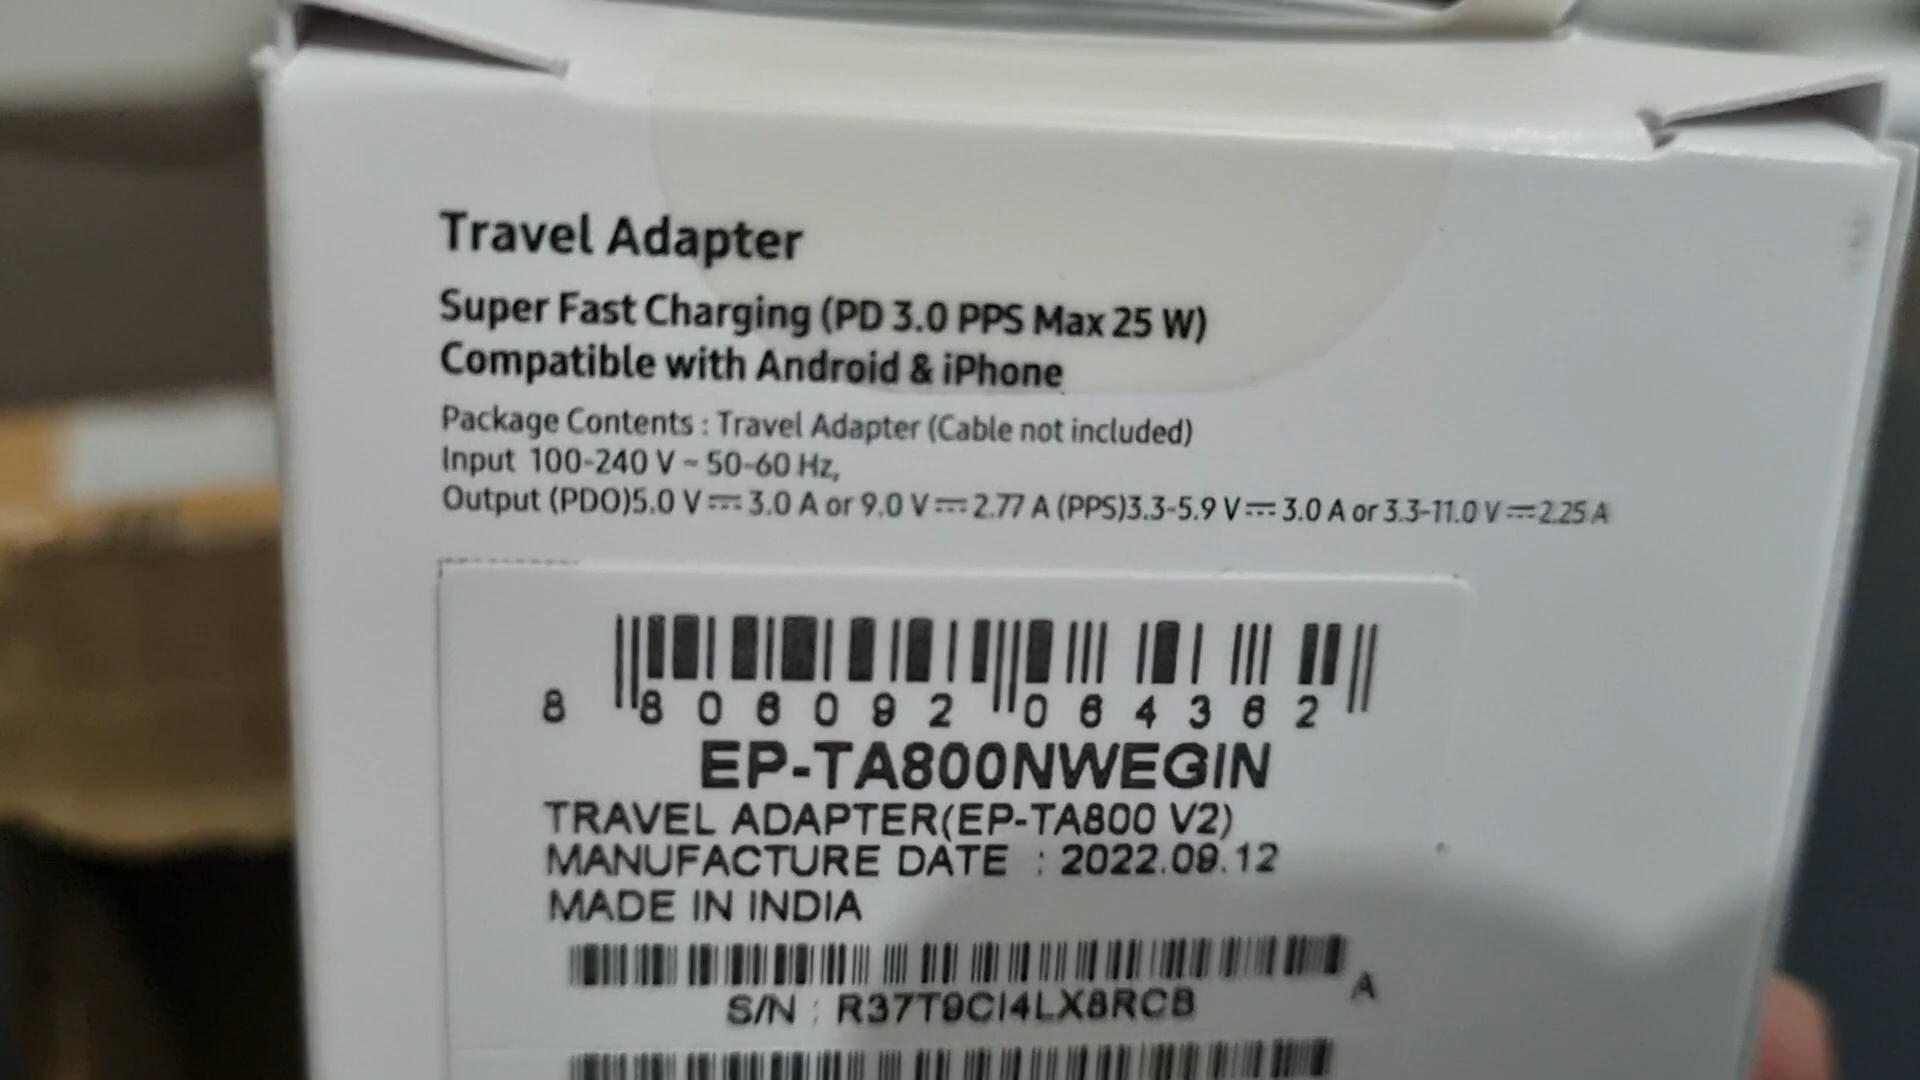 Travel Adapter
Super Fast Charging (PD 3.0 PPS Max 25 W)
Compatible with Android & iPhone
Package Contents : Travel Adapter (Cable not included)
Input 100-240 V ~ 50-60 Hz,
Output (PDO)5.0 V⎓3.0 A or 9.0 V⎓2.77 A (PPS)3.3-5.9 V⎓3.0 A or 3.3-11.0 V⎓2.25 A
8 806092 064362
EP-TA800NWEGIN
TRAVEL ADAPTER(EP-TA800 V2)
MANUFACTURE DATE : 2022.09.12
MADE IN INDIA
A
S/N : R37T9CI4LX8RCB